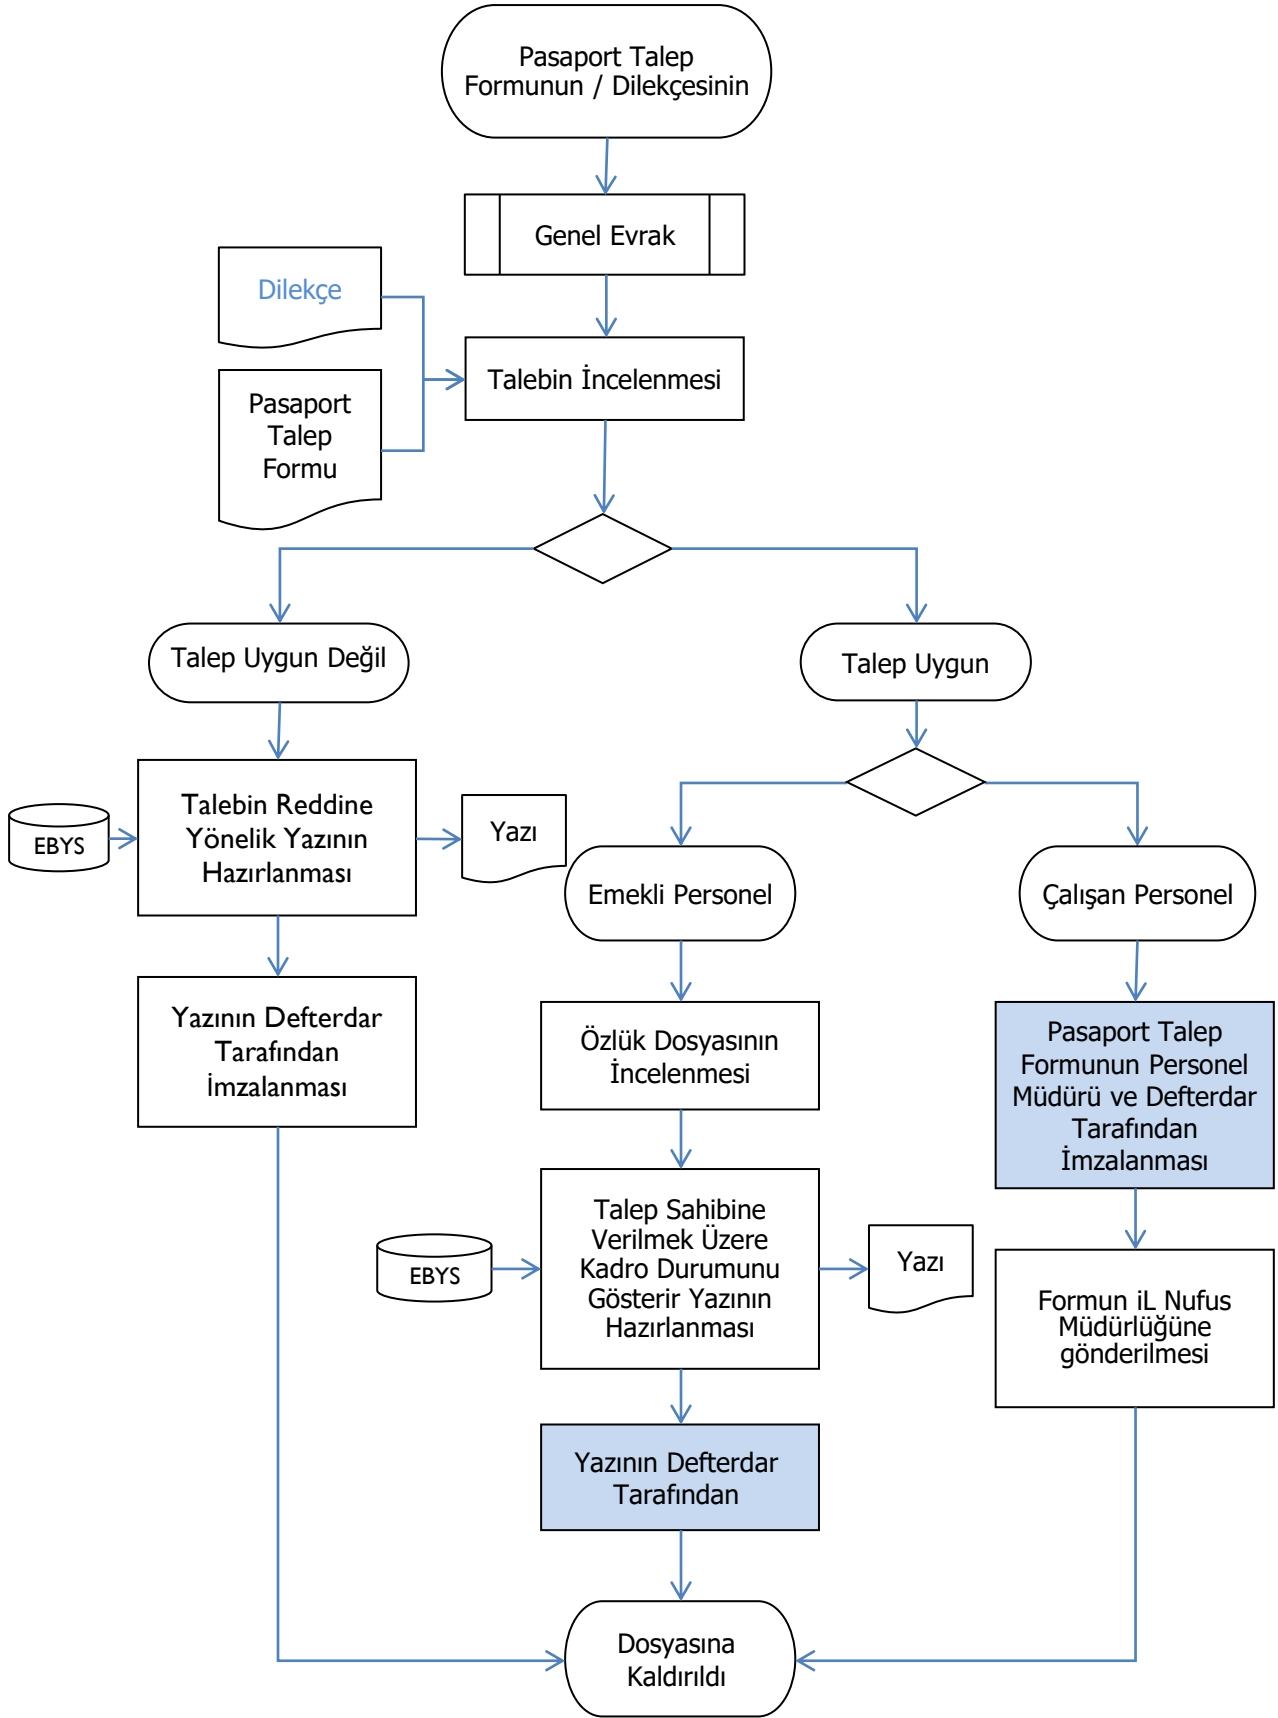 Pasaport Talep
Formunun / Dilekçesinin
Genel Evrak
Dilekçe
Talebin İncelenmesi
Pasaport
Talep
Formu
Talep Uygun Değil
Talep Uygun
Talebin Reddine
Yönelik Yazının
Hazırlanması
EBYS
Yazı
Emekli Personel
Çalışan Personel
Yazının Defterdar
Tarafından
İmzalanması
Özlük Dosyasının
İncelenmesi
Pasaport Talep
Formunun Personel
Müdürü ve Defterdar
Tarafından
İmzalanması
Talep Sahibine
Verilmek Üzere
Kadro Durumunu
Gösterir Yazının
Hazırlanması
EBYS
Yazı
Formun iL Nufus
Müdürlüğüne
gönderilmesi
Yazının Defterdar
Tarafından
Dosyasına
Kaldırıldı